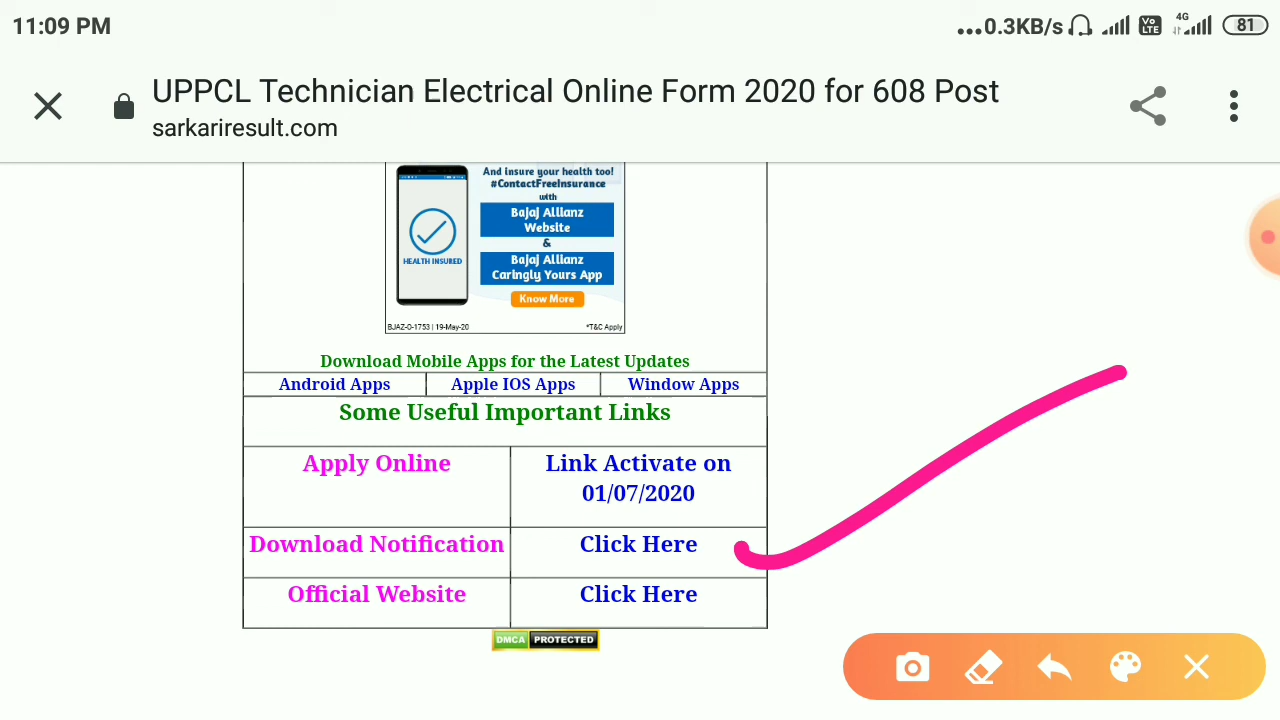 11:09 PM
...0.3KB/s
Vo LTE
4G
81
UPPCL Technician Electrical Online Form 2020 for 608 Post
sarkariresult.com
And insure your health too!
#ContactFreeInsurance
with
Bajaj Allianz
Website
&
Bajaj Allianz
Caringly Yours App
Know More
HEALTH INSURED
BJAZ-O-1753 | 19-May-20
*T&C Apply
Download Mobile Apps for the Latest Updates
Android Apps
Apple IOS Apps
Window Apps
Some Useful Important Links
Apply Online
Link Activate on
01/07/2020
Download Notification
Click Here
Official Website
Click Here
DMCA PROTECTED